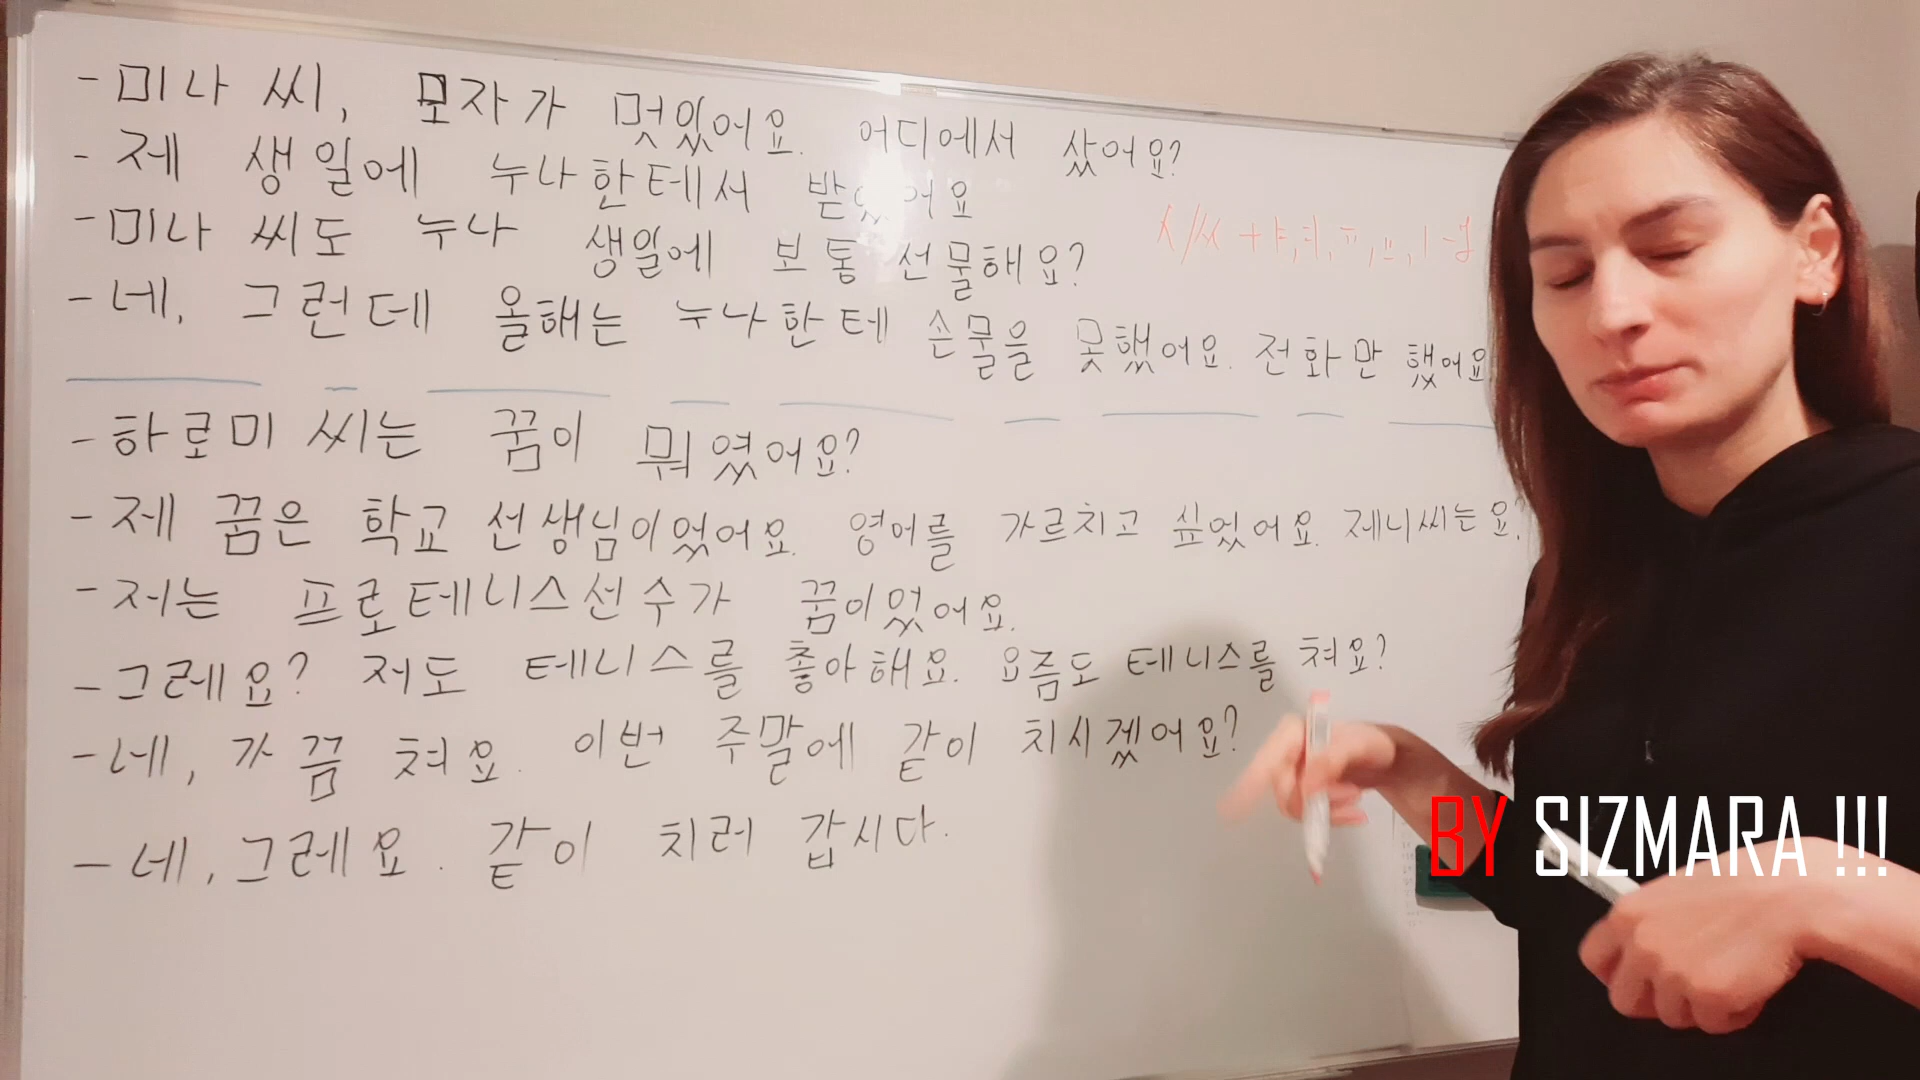 - 미나 씨, 모자가 멋있어요. 어디에서 샀어요?
- 제 생일에 누나한테서 받았어요
- 미나 씨도 누나 생일에 보통 선물해요?
- 네, 그런데 올해는 누나한테 손물을 못했어요. 전화만 했어요
- 하로미 씨는 꿈이 뭐였어요?
- 제 꿈은 학교 선생님이었어요. 영어를 가르치고 싶었어요. 제니씨는요?
- 저는 프로테니스선수가 꿈이었어요.
- 그레요? 저도 테니스를 좋아해요. 요즘도 테니스를 쳐요?
- 네, 가끔 쳐요. 이번 주말에 같이 치시겠어요?
- 네, 그레요. 같이 치러 갑시다.
ㅅ/ㅆ + ㅑ, ㅕ, ㅠ, ㅛ, ㅣ -
BY SIZMARA !!!